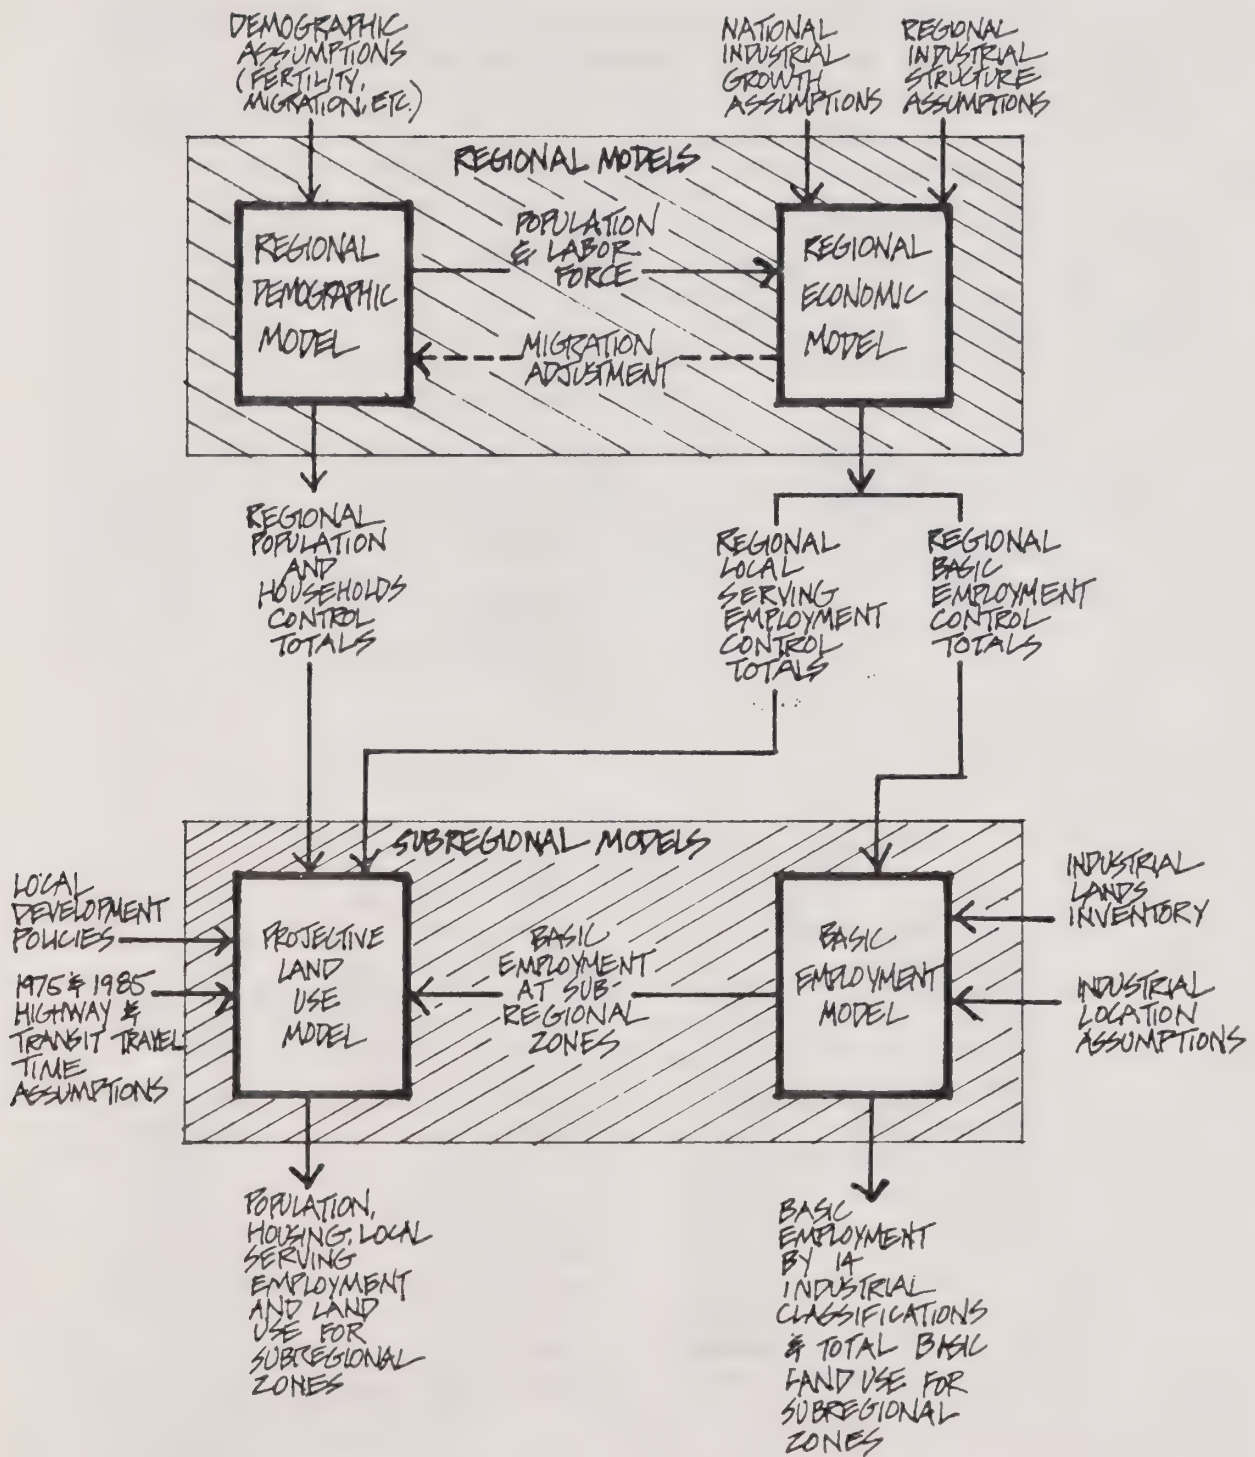 DEMOGRAPHIC
ASSUMPTIONS
(FERTILITY,
MIGRATION, ETC.)
NATIONAL
INDUSTRIAL
GROWTH
ASSUMPTIONS
REGIONAL
INDUSTRIAL
STRUCTURE
ASSUMPTIONS
REGIONAL MODELS
REGIONAL
DEMOGRAPHIC
MODEL
POPULATION
& LABOR
FORCE
MIGRATION
ADJUSTMENT
REGIONAL
ECONOMIC
MODEL
REGIONAL
POPULATION
AND
HOUSEHOLDS
CONTROL
TOTALS
REGIONAL
LOCAL
SERVING
EMPLOYMENT
CONTROL
TOTALS
REGIONAL
BASIC
EMPLOYMENT
CONTROL
TOTALS
SUBREGIONAL MODELS
LOCAL
DEVELOPMENT
POLICIES
1975 & 1985
HIGHWAY &
TRANSIT TRAVEL
TIME
ASSUMPTIONS
PROJECTIVE
LAND
USE
MODEL
BASIC
EMPLOYMENT
AT SUB-
REGIONAL
ZONES
BASIC
EMPLOYMENT
MODEL
INDUSTRIAL
LANDS
INVENTORY
INDUSTRIAL
LOCATION
ASSUMPTIONS
POPULATION,
HOUSING, LOCAL
SERVING
EMPLOYMENT
AND LAND
USE FOR
SUBREGIONAL
ZONES
BASIC
EMPLOYMENT
BY 14
INDUSTRIAL
CLASSIFICATIONS
& TOTAL BASIC
LAND USE FOR
SUBREGIONAL
ZONES